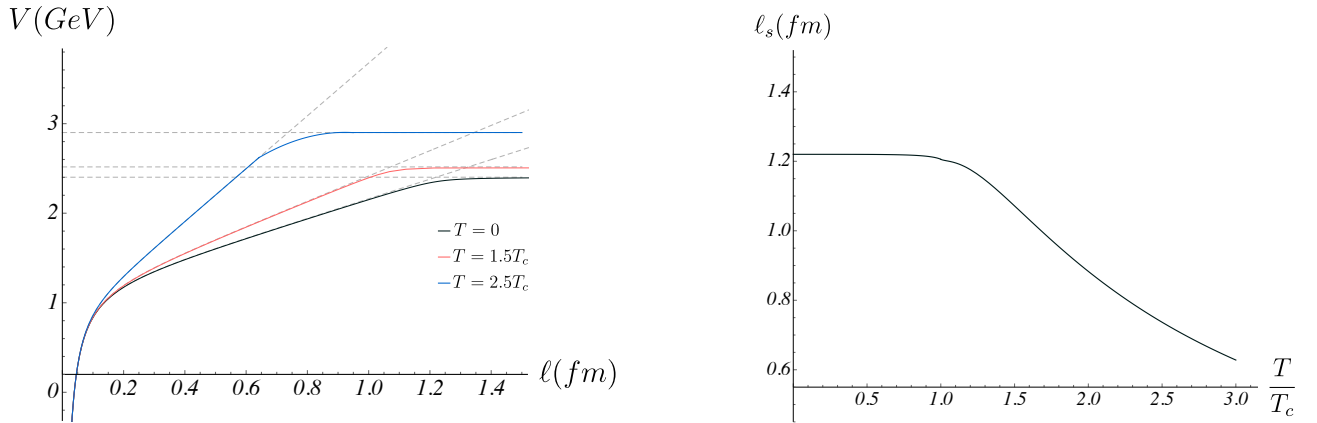 V(GeV)
3
2
1
0
0.2 0.4 0.6 0.8 1.0 1.2 1.4
ℓ(fm)
T = 0
T = 1.5T_c
T = 2.5T_c
ℓ_s(fm)
1.4
1.2
1.0
0.8
0.6
0.5 1.0 1.5 2.0 2.5 3.0
T
T_c